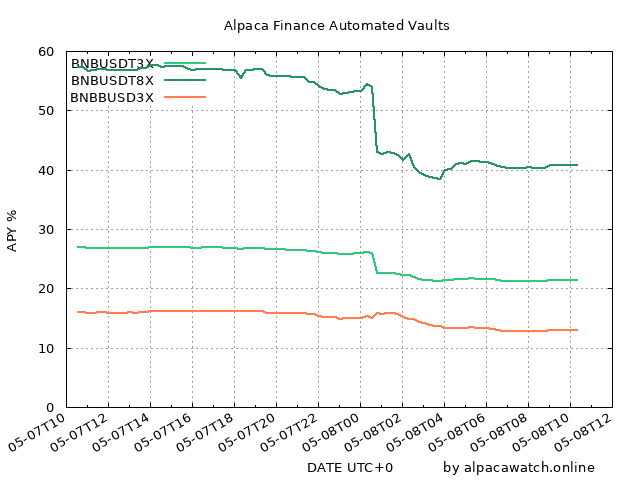 Alpaca Finance Automated Vaults
BNBUSDT3X
BNBUSDT8X
BNBBUSD3X
APY %
60
50
40
30
20
10
0
05-07T10 05-07T12 05-07T14 05-07T16 05-07T18 05-07T20 05-07T22 05-08T00 05-08T02 05-08T04 05-08T06 05-08T08 05-08T10 05-08T12
DATE UTC+0 by alpacawatch.online